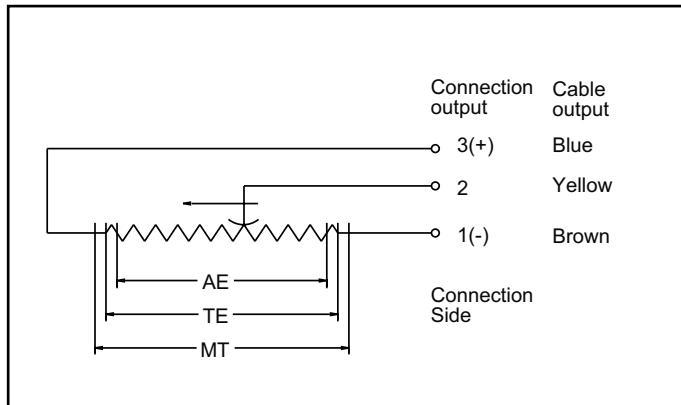 Connection output
Cable output
3(+) Blue
2 Yellow
1(-) Brown
AE
TE
MT
Connection Side